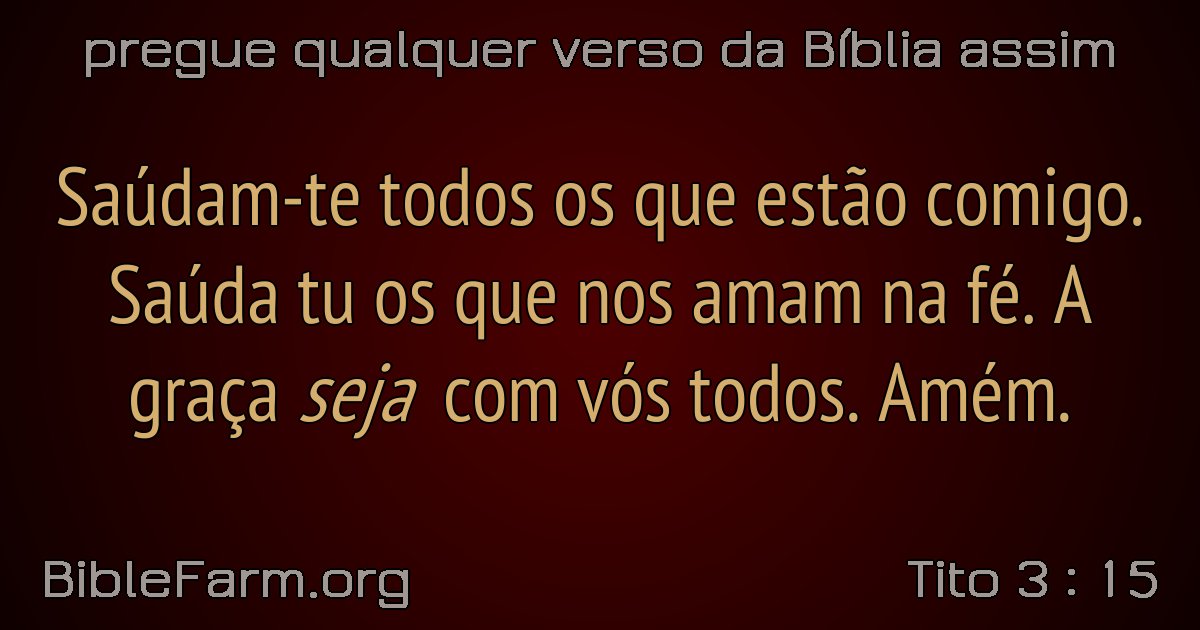 pregue qualquer verso da Bíblia assim
Saúdam-te todos os que estão comigo.
Saúda tu os que nos amam na fé. A
graça seja com vós todos. Amém.
BibleFarm.org
Tito 3 : 15